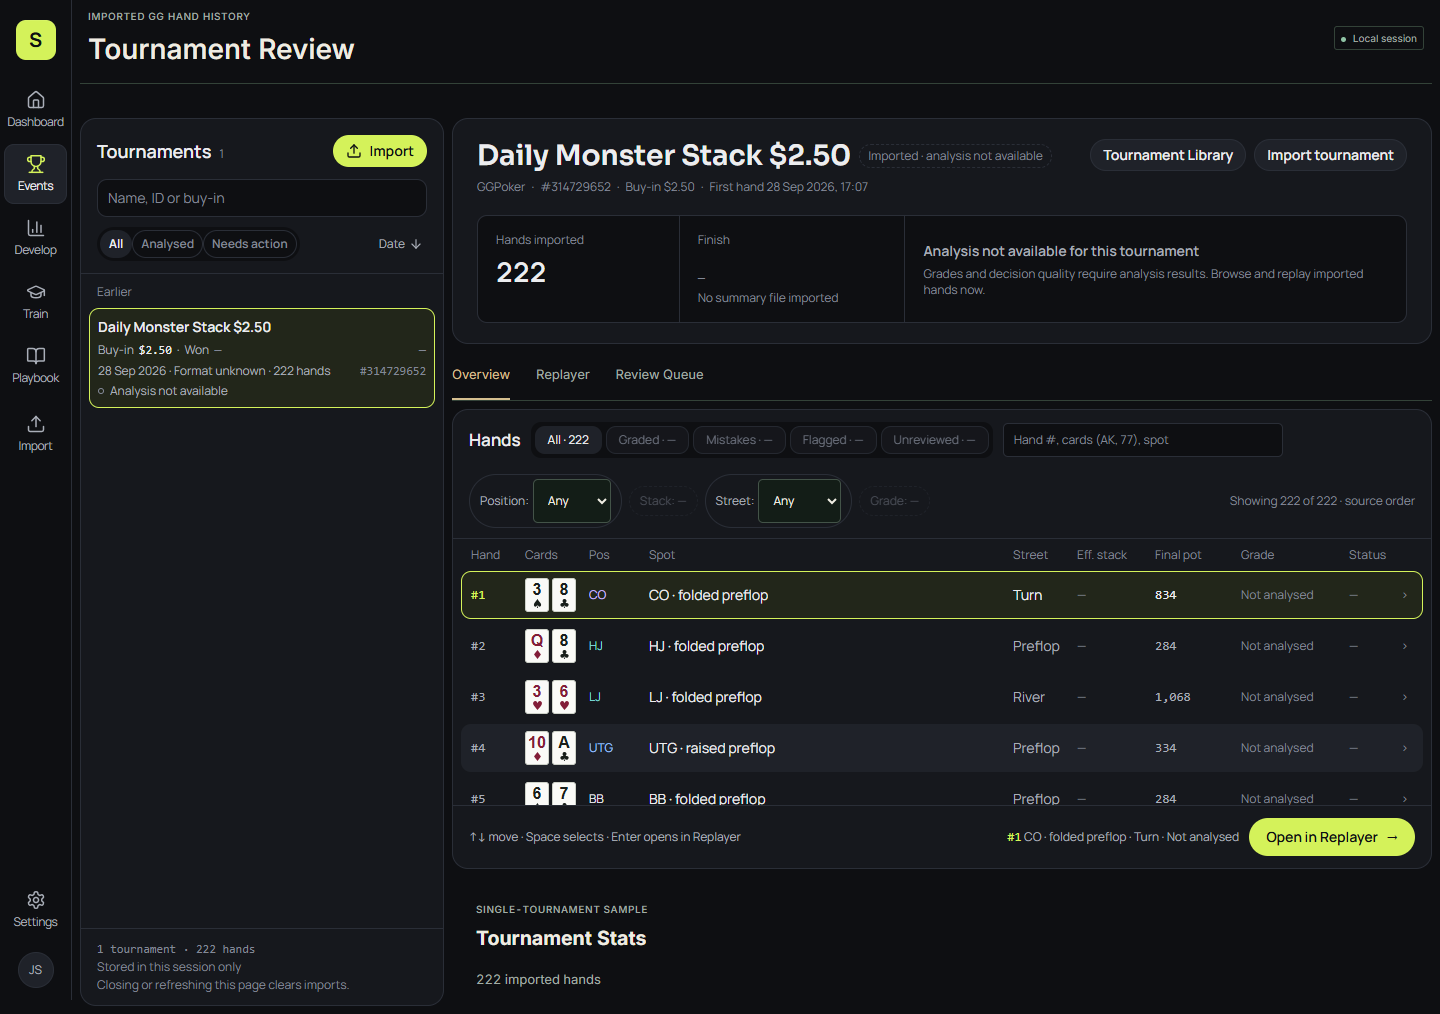 S
Dashboard
Events
Develop
Train
Playbook
Import
Settings
JS
IMPORTED GG HAND HISTORY
Tournament Review
Local session
Tournaments 1
Import
Name, ID or buy-in
All Analysed Needs action Date ↓
Earlier
Daily Monster Stack $2.50
Buy-in $2.50 · Won — —
28 Sep 2026 · Format unknown · 222 hands #314729652
Analysis not available
1 tournament · 222 hands
Stored in this session only
Closing or refreshing this page clears imports.
Daily Monster Stack $2.50 Imported · analysis not available Tournament Library Import tournament
GGPoker · #314729652 · Buy-in $2.50 · First hand 28 Sep 2026, 17:07
Hands imported
222
Finish
—
No summary file imported
Analysis not available for this tournament
Grades and decision quality require analysis results. Browse and replay imported
hands now.
Overview Replayer Review Queue
Hands All · 222 Graded · — Mistakes · — Flagged · — Unreviewed · — Hand #, cards (AK, 77), spot
Position: Any Stack: — Street: Any Grade: — Showing 222 of 222 · source order
Hand Cards Pos Spot Street Eff. stack Final pot Grade Status
#1 3♠ 8♣ CO CO · folded preflop Turn — 834 Not analysed — ›
#2 Q♦ 8♣ HJ HJ · folded preflop Preflop — 284 Not analysed — ›
#3 3♥ 6♥ LJ LJ · folded preflop River — 1,068 Not analysed — ›
#4 10♦ A♣ UTG UTG · raised preflop Preflop — 334 Not analysed — ›
#5 6 7 BB BB · folded preflop Preflop — 284 Not analysed — ›
↑↓ move · Space selects · Enter opens in Replayer #1 CO · folded preflop · Turn · Not analysed Open in Replayer →
SINGLE-TOURNAMENT SAMPLE
Tournament Stats
222 imported hands